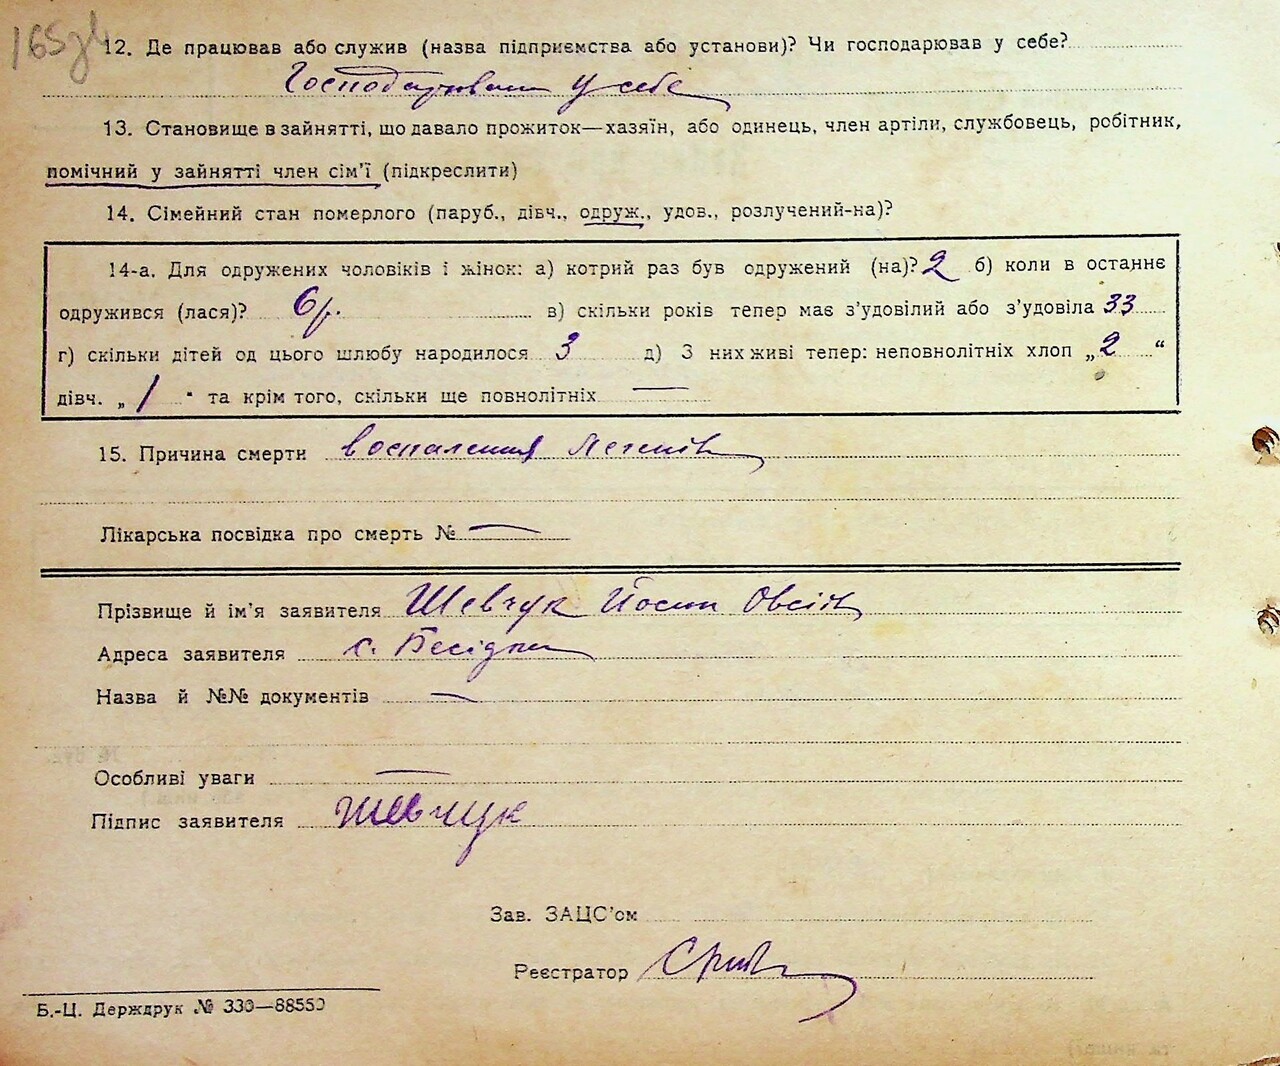 165зв
12. Де працював або служив (назва підприємства або установи)? Чи господарював у себе?
у себе
13. Становище в зайнятті, що давало прожиток—хазяїн, або одинець, член артіли, службовець, робітник,
помічний у зайнятті член сім'ї (підкреслити)
14. Сімейний стан померлого (паруб., дівч., одруж., удов., розлучений-на)?
14-а. Для одружених чоловіків і жінок: а) котрий раз був одружений (на)? 2 б) коли в останнє
одружився (лася)? 6 р. в) скільки років тепер має з'удовілий або з'удовіла 33
г) скільки дітей од цього шлюбу народилося 3 д) З них живі тепер: неповнолітніх хлоп „2“
дівч. „1" та крім того, скільки ще повнолітніх —
15. Причина смерти воспаления легенів
Лікарська посвідка про смерть № —
Прізвище й ім'я заявителя Шевчук Йосип Овсій
Адреса заявителя с. Бесідки
Назва й №№ документів —
Особливі уваги —
Підпис заявителя Шевчук
Зав. ЗАЦС'ом
Реєстратор
Б.-Ц. Держдрук № 330—88550